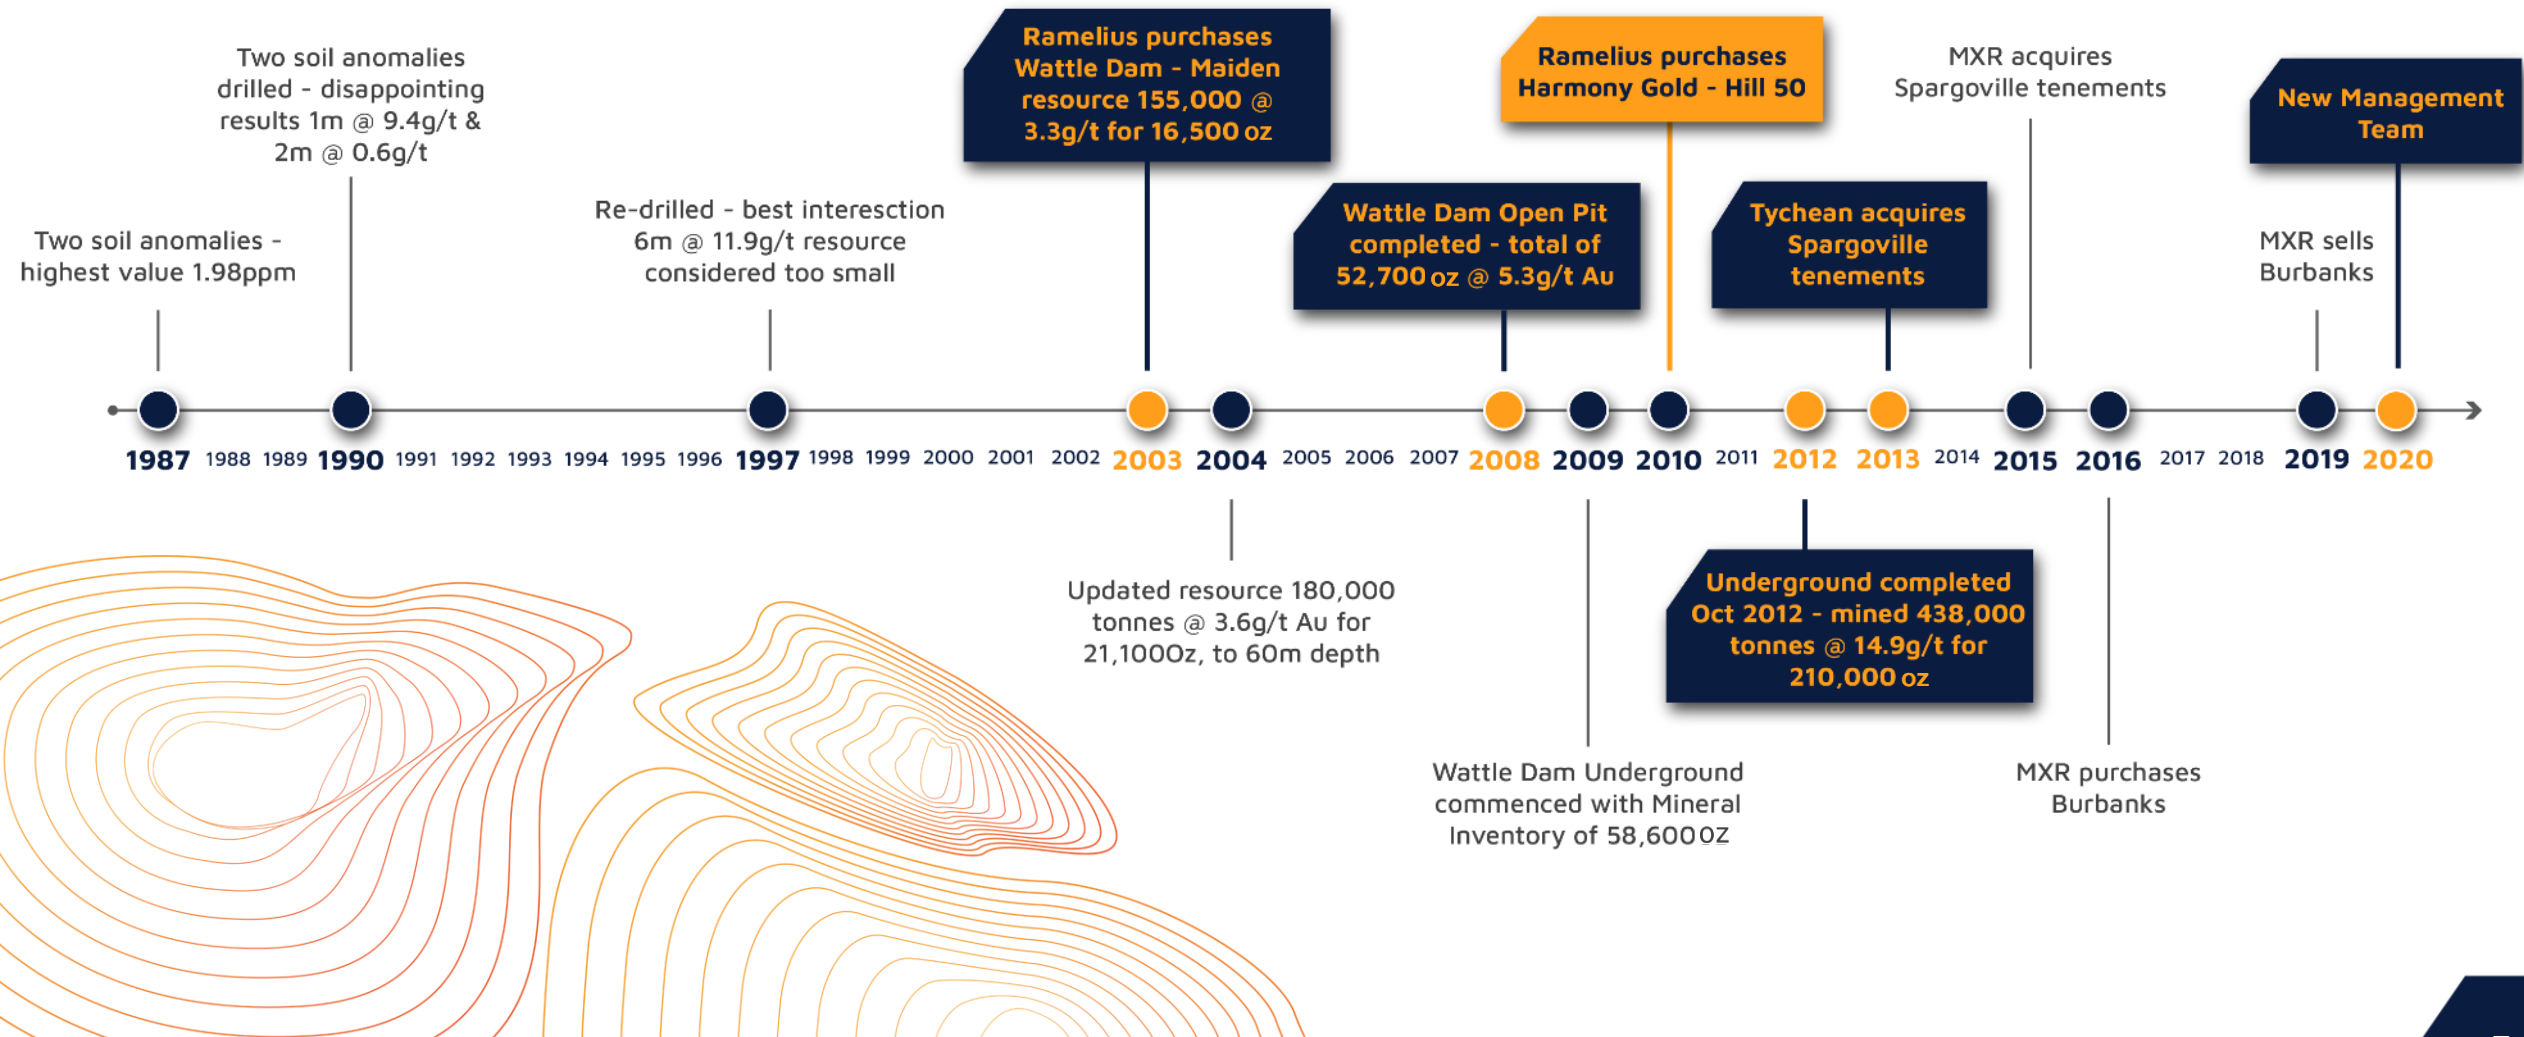 Two soil anomalies -
highest value 1.98ppm
Two soil anomalies
drilled - disappointing
results 1m @ 9.4g/t &
2m @ 0.6g/t
Re-drilled - best interesction
6m @ 11.9g/t resource
considered too small
Ramelius purchases
Wattle Dam - Maiden
resource 155,000 @
3.3g/t for 16,500 oz
Wattle Dam Open Pit
completed - total of
52,700 oz @ 5.3g/t Au
Ramelius purchases
Harmony Gold - Hill 50
Tychean acquires
Spargoville
tenements
MXR acquires
Spargoville tenements
MXR sells
Burbanks
New Management
Team
1987 1988 1989 1990 1991 1992 1993 1994 1995 1996 1997 1998 1999 2000 2001 2002 2003 2004 2005 2006 2007 2008 2009 2010 2011 2012 2013 2014 2015 2016 2017 2018 2019 2020
Updated resource 180,000
tonnes @ 3.6g/t Au for
21,100Oz, to 60m depth
Wattle Dam Underground
commenced with Mineral
Inventory of 58,600 OZ
Underground completed
Oct 2012 - mined 438,000
tonnes @ 14.9g/t for
210,000 oz
MXR purchases
Burbanks